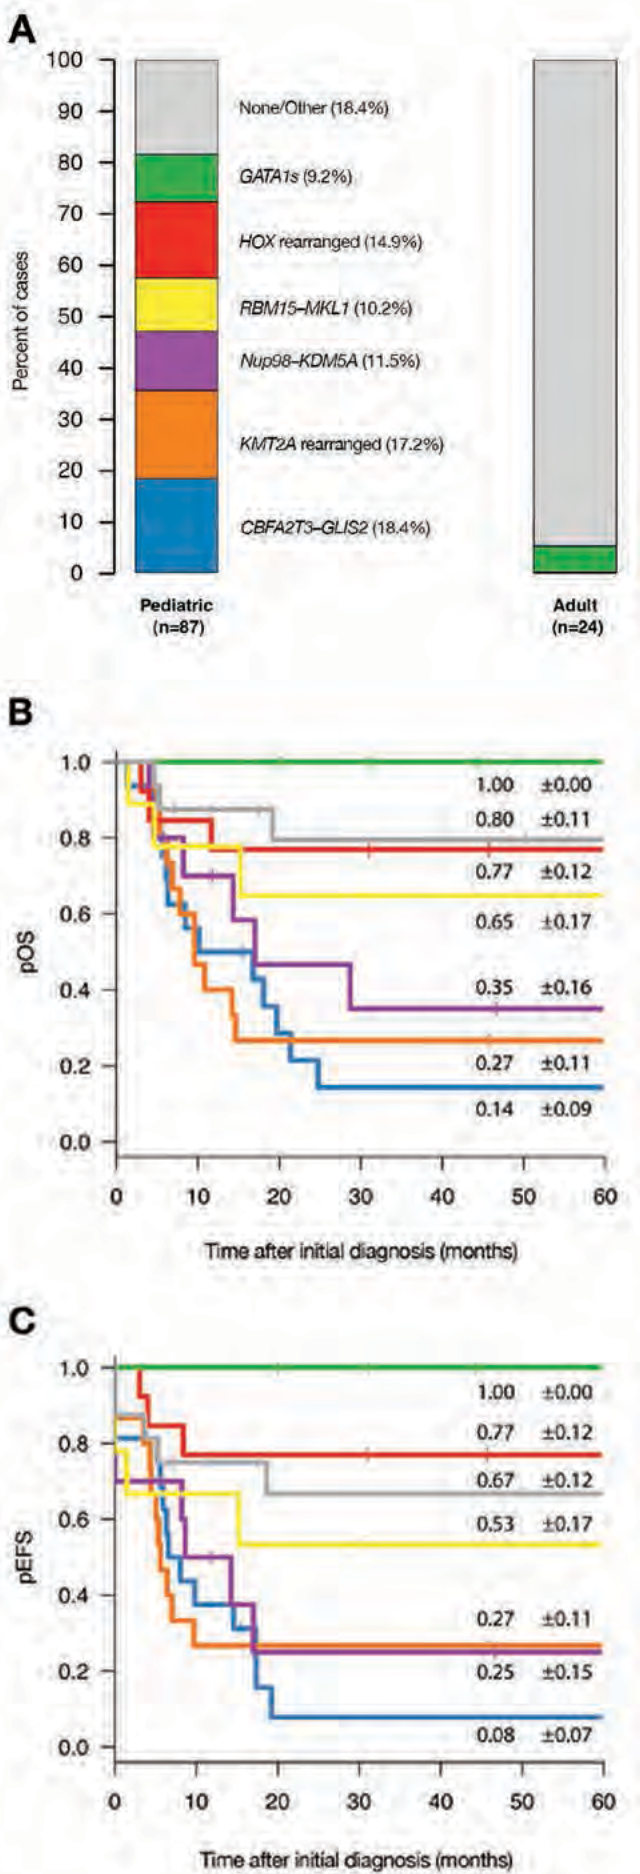 A
100
90
80
70
60
50
40
30
20
10
0
Percent of cases
None/Other (18.4%)
GATA1s (9.2%)
HOX rearranged (14.9%)
RBM15–MKL1 (10.2%)
Nup98–KDM5A (11.5%)
KMT2A rearranged (17.2%)
CBFA2T3–GLIS2 (18.4%)
Pediatric
(n=87)
Adult
(n=24)
B
1.0
0.8
0.6
0.4
0.2
0.0
pOS
1.00 ±0.00
0.80 ±0.11
0.77 ±0.12
0.65 ±0.17
0.35 ±0.16
0.27 ±0.11
0.14 ±0.09
0 10 20 30 40 50 60
Time after initial diagnosis (months)
C
1.0
0.8
0.6
0.4
0.2
0.0
pEFS
1.00 ±0.00
0.77 ±0.12
0.67 ±0.12
0.53 ±0.17
0.27 ±0.11
0.25 ±0.15
0.08 ±0.07
0 10 20 30 40 50 60
Time after initial diagnosis (months)